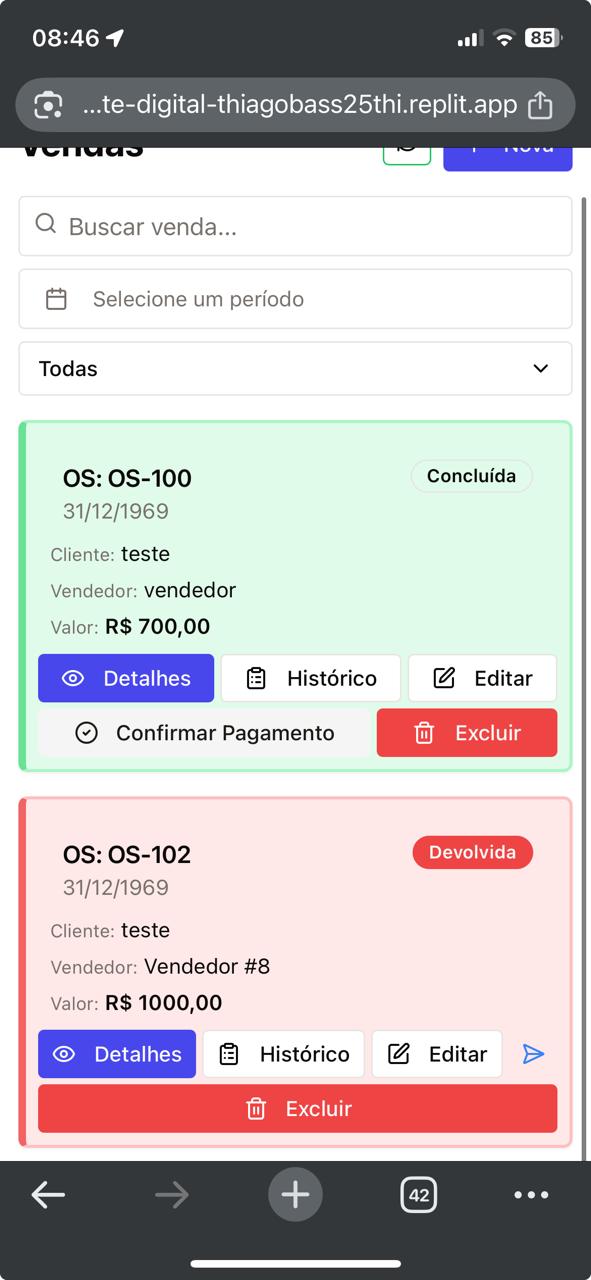 08:46
85
...te-digital-thiagobass25thi.replit.app
Vendas
Nova
Buscar venda...
Selecione um período
Todas
OS: OS-100
Concluída
31/12/1969
Cliente: teste
Vendedor: vendedor
Valor: R$ 700,00
Detalhes Histórico Editar
Confirmar Pagamento Excluir
OS: OS-102
Devolvida
31/12/1969
Cliente: teste
Vendedor: Vendedor #8
Valor: R$ 1000,00
Detalhes Histórico Editar
Excluir
42